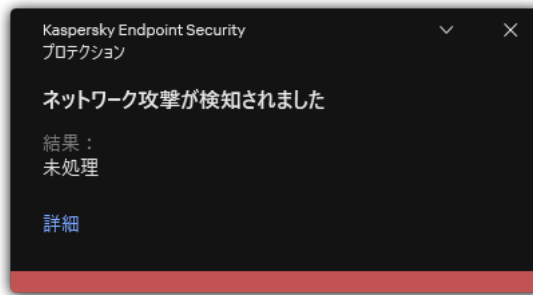 Kaspersky Endpoint Security
プロテクション
ネットワーク攻撃が検知されました
結果：
未処理
詳細